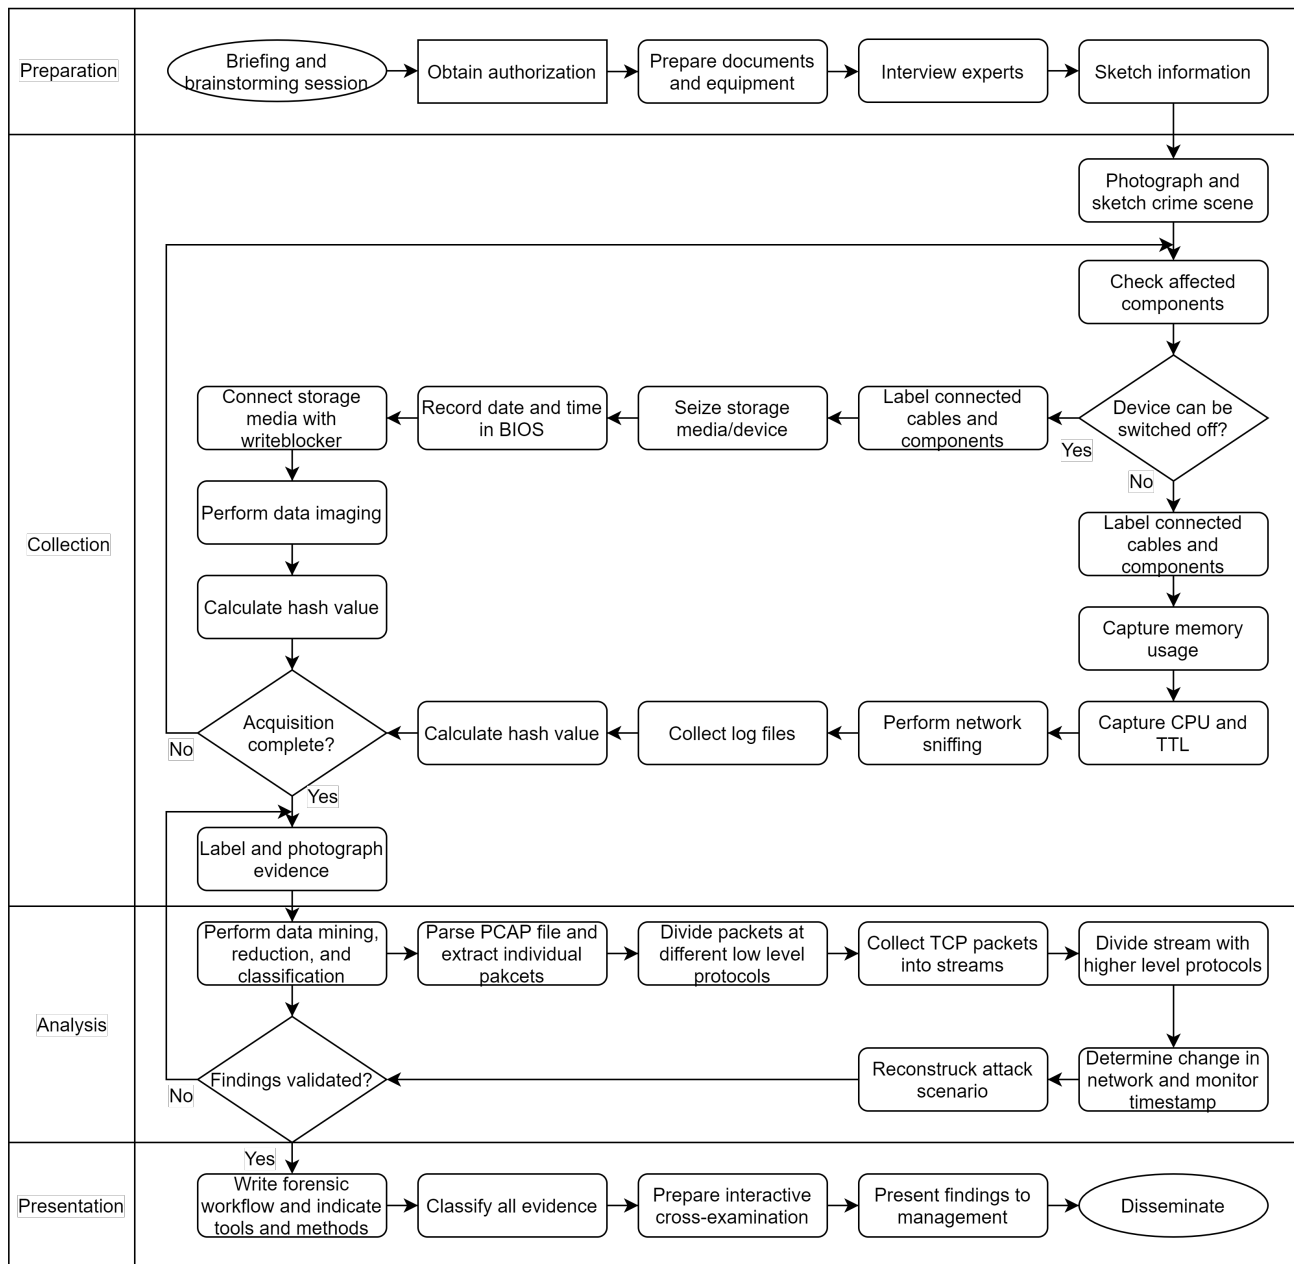 Preparation
Briefing and
brainstorming session
Obtain authorization
Prepare documents
and equipment
Interview experts
Sketch information
Collection
Photograph and
sketch crime scene
Check affected
components
Device can be
switched off?
Yes
No
Label connected
cables and
components
Seize storage
media/device
Record date and time
in BIOS
Connect storage
media with
writeblocker
Perform data imaging
Calculate hash value
Label connected
cables and
components
Capture memory
usage
Capture CPU and
TTL
Perform network
sniffing
Collect log files
Calculate hash value
Acquisition
complete?
No
Yes
Label and photograph
evidence
Analysis
Perform data mining,
reduction, and
classification
Parse PCAP file and
extract individual
pakcets
Divide packets at
different low level
protocols
Collect TCP packets
into streams
Divide stream with
higher level protocols
Determine change in
network and monitor
timestamp
Reconstruck attack
scenario
Findings validated?
No
Yes
Presentation
Write forensic
workflow and indicate
tools and methods
Classify all evidence
Prepare interactive
cross-examination
Present findings to
management
Disseminate